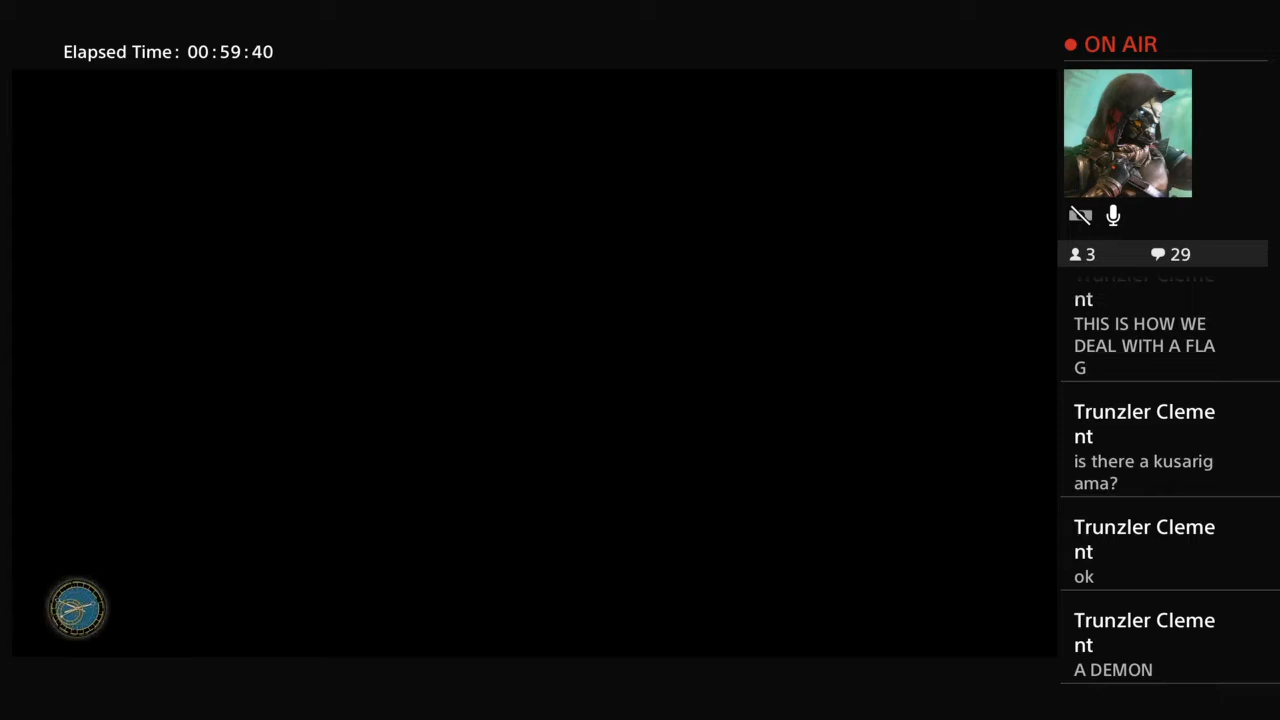 Elapsed Time: 00:59:40
ON AIR
3 29
nt
THIS IS HOW WE
DEAL WITH A FLA
G
Trunzler Cleme
nt
is there a kusarig
ama?
Trunzler Cleme
nt
ok
Trunzler Cleme
nt
A DEMON